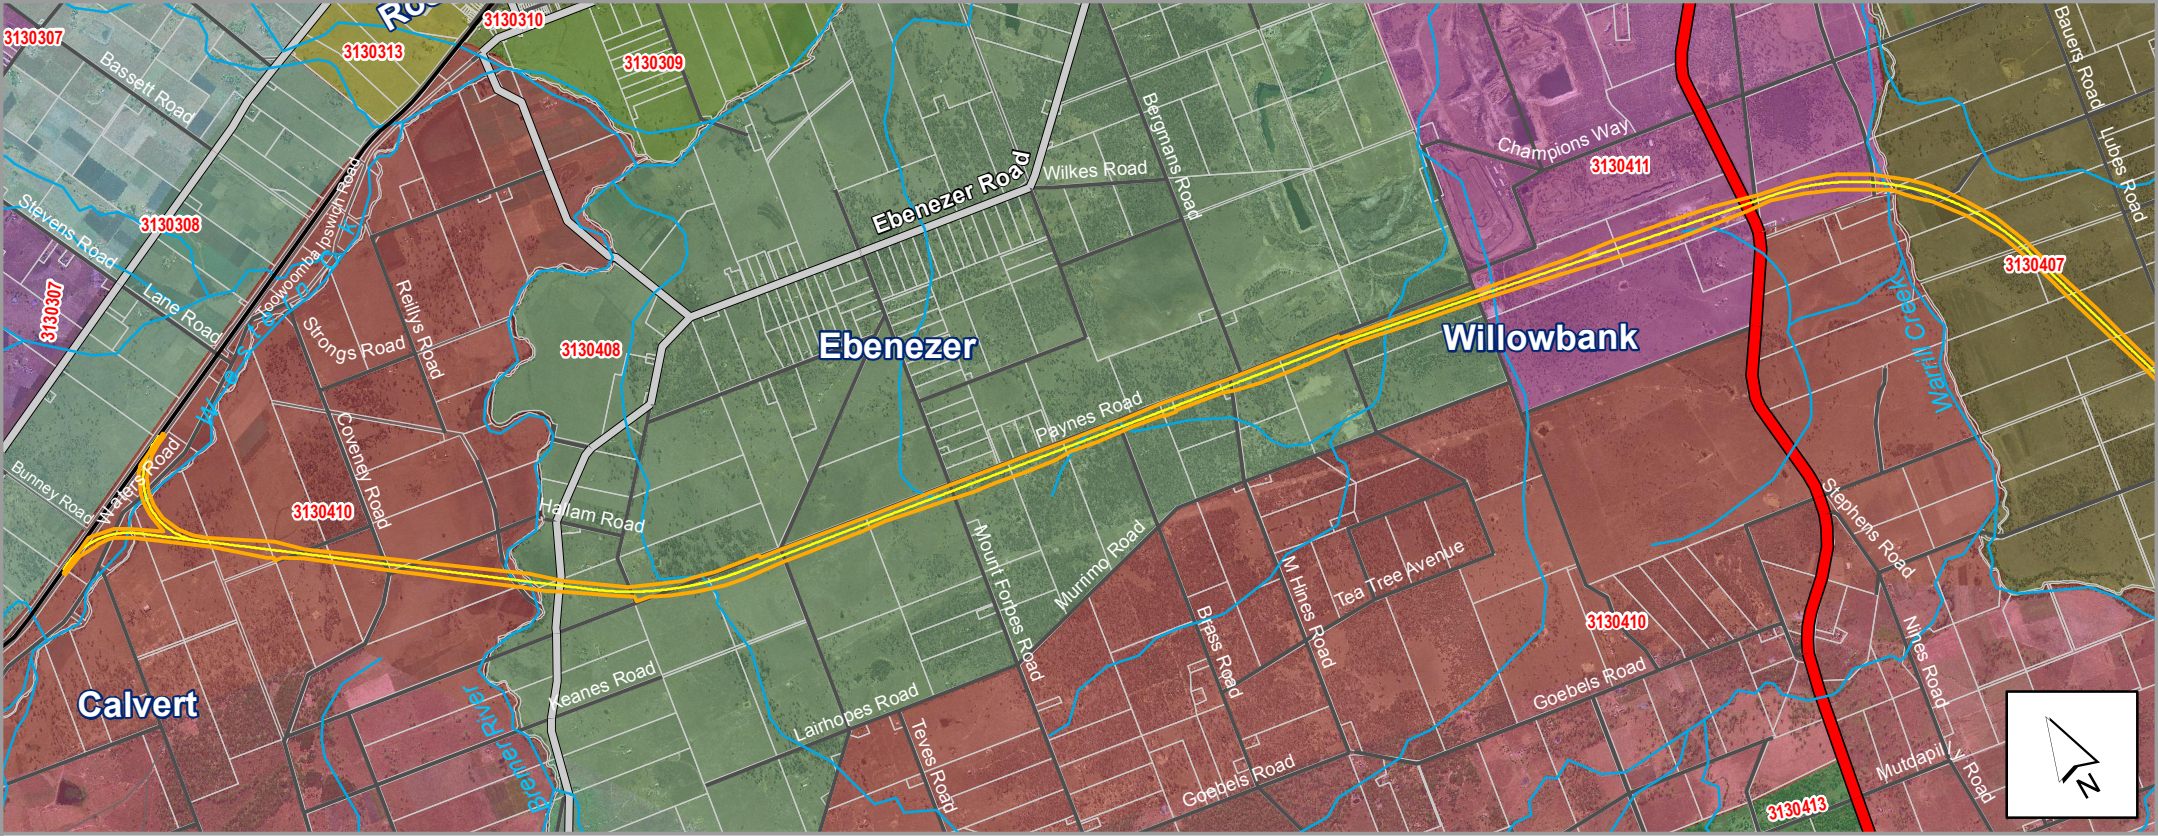 3130307
Bassett Road
3130313
3130310
3130309
Bauers Road
Lubes Road
Champions Way
3130411
Bergmans Road
Wilkes Road
Ebenezer Road
Stevens Road
3130308
Toowoomba Ipswich Road
3130307
Lane Road
Reillys Road
Strongs Road
3130408
Ebenezer
Willowbank
3130407
Warrill Creek
Paynes Road
Coveney Road
Waters Road
Bunney Road
3130410
Hallam Road
Mount Forbes Road
Murrimo Road
M Hines Road
Tea Tree Avenue
Stephens Road
3130410
Brass Road
Nines Road
Keanes Road
Goebels Road
Calvert
Bremer River
Lairhopes Road
Teves Road
Goebels Road
Mutdapilly Road
3130413
N